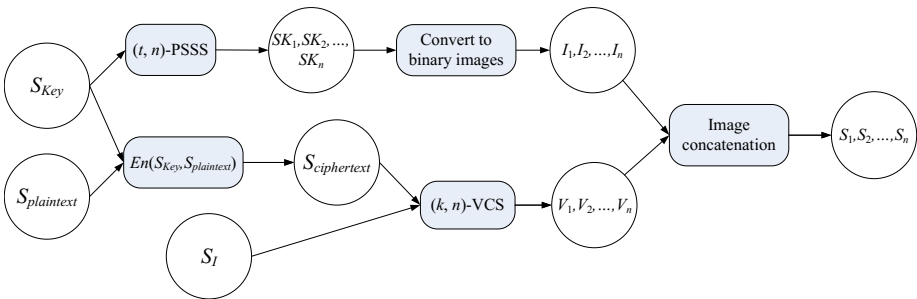 S_Key
(t, n)-PSSS
SK_1,SK_2,...,
SK_n
Convert to
binary images
I_1,I_2,...,I_n
Image
concatenation
S_1,S_2,...,S_n
S_plaintext
En(S_Key,S_plaintext)
S_ciphertext
S_I
(k, n)-VCS
V_1,V_2,...,V_n